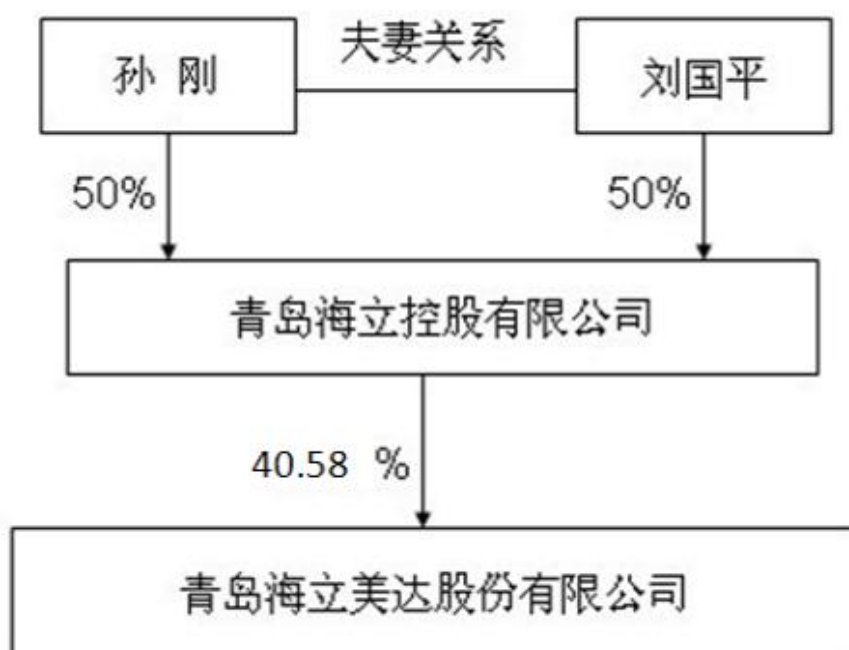 夫妻关系
孙 刚
刘国平
50%
50%
青岛海立控股有限公司
40.58 %
青岛海立美达股份有限公司